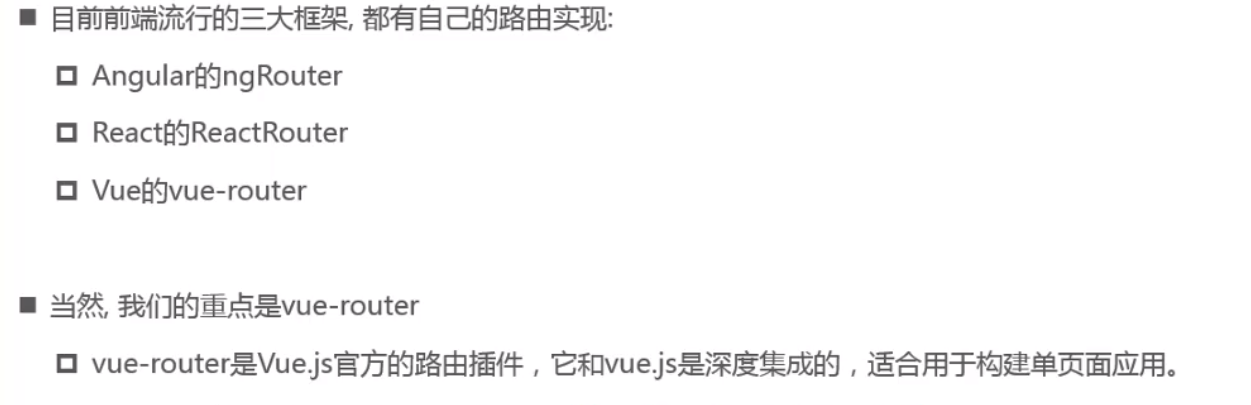 目前前端流行的三大框架, 都有自己的路由实现:
Angular的ngRouter
React的ReactRouter
Vue的vue-router
当然, 我们的重点是vue-router
vue-router是Vue.js官方的路由插件，它和vue.js是深度集成的，适合用于构建单页面应用。